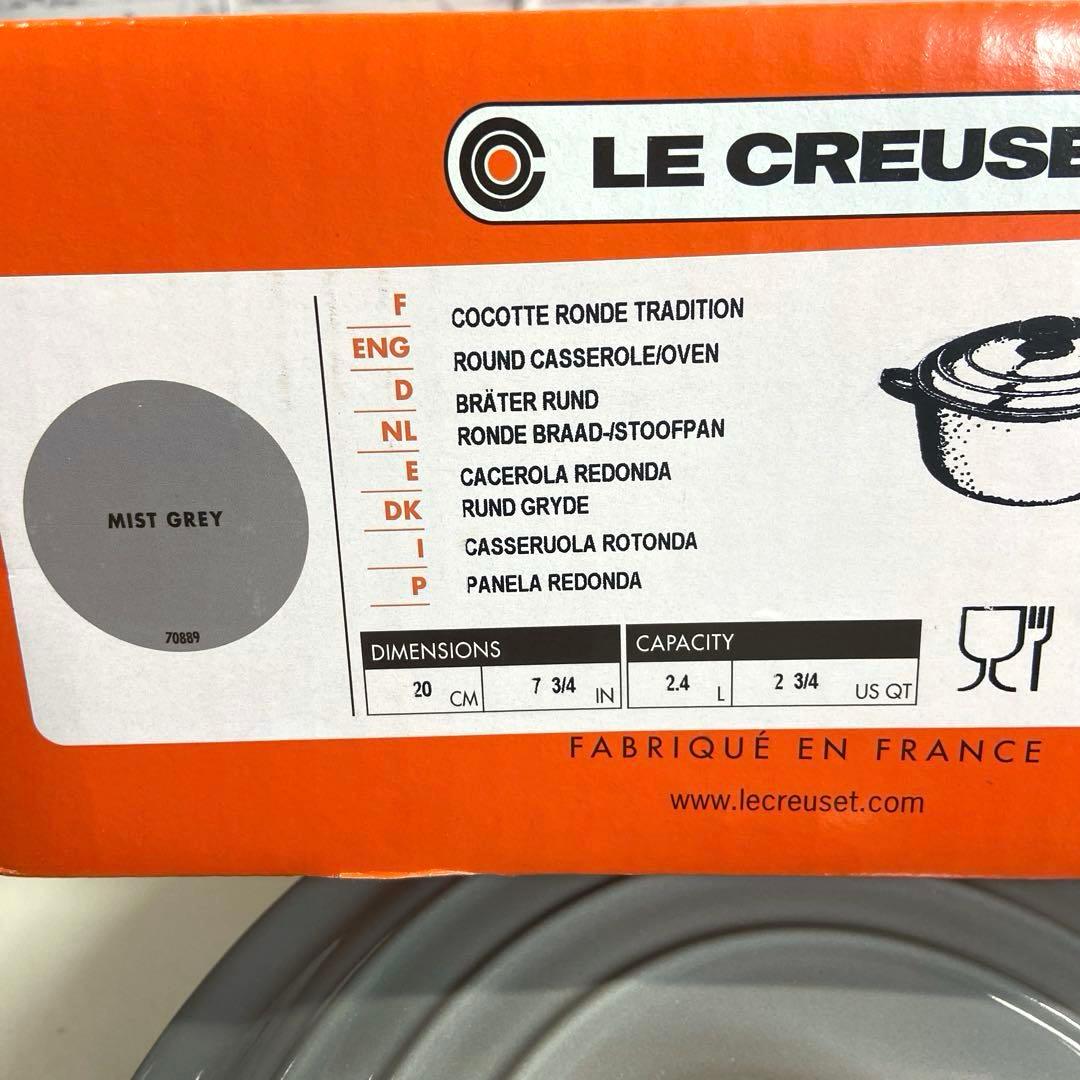 LE CREUSE
F COCOTTE RONDE TRADITION
ENG ROUND CASSEROLE/OVEN
D BRÄTER RUND
NL RONDE BRAAD-/STOOFPAN
E CACEROLA REDONDA
DK RUND GRYDE
I CASSERUOLA ROTONDA
P PANELA REDONDA
MIST GREY
70889
DIMENSIONS CAPACITY
20 CM 7 3/4 IN 2.4 L 2 3/4 US QT
FABRIQUÉ EN FRANCE
www.lecreuset.com